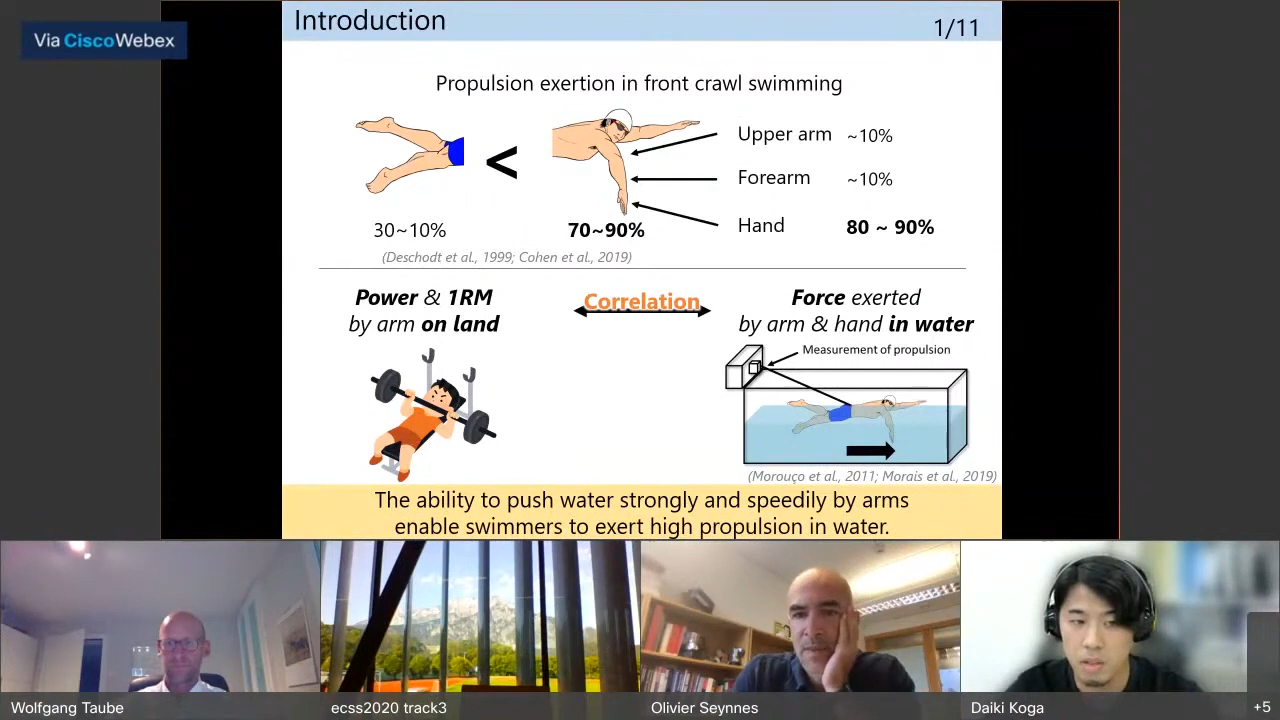 Introduction
1/11
Via CiscoWebex
Propulsion exertion in front crawl swimming
<
Upper arm ~10%
Forearm ~10%
Hand 80 ~ 90%
30~10%
70~90%
(Deschodt et al., 1999; Cohen et al., 2019)
Power & 1RM
by arm on land
Correlation
Force exerted
by arm & hand in water
Measurement of propulsion
(Morouço et al., 2011; Morais et al., 2019)
The ability to push water strongly and speedily by arms
enable swimmers to exert high propulsion in water.
Wolfgang Taube
ecss2020 track3
Olivier Seynnes
Daiki Koga
+5